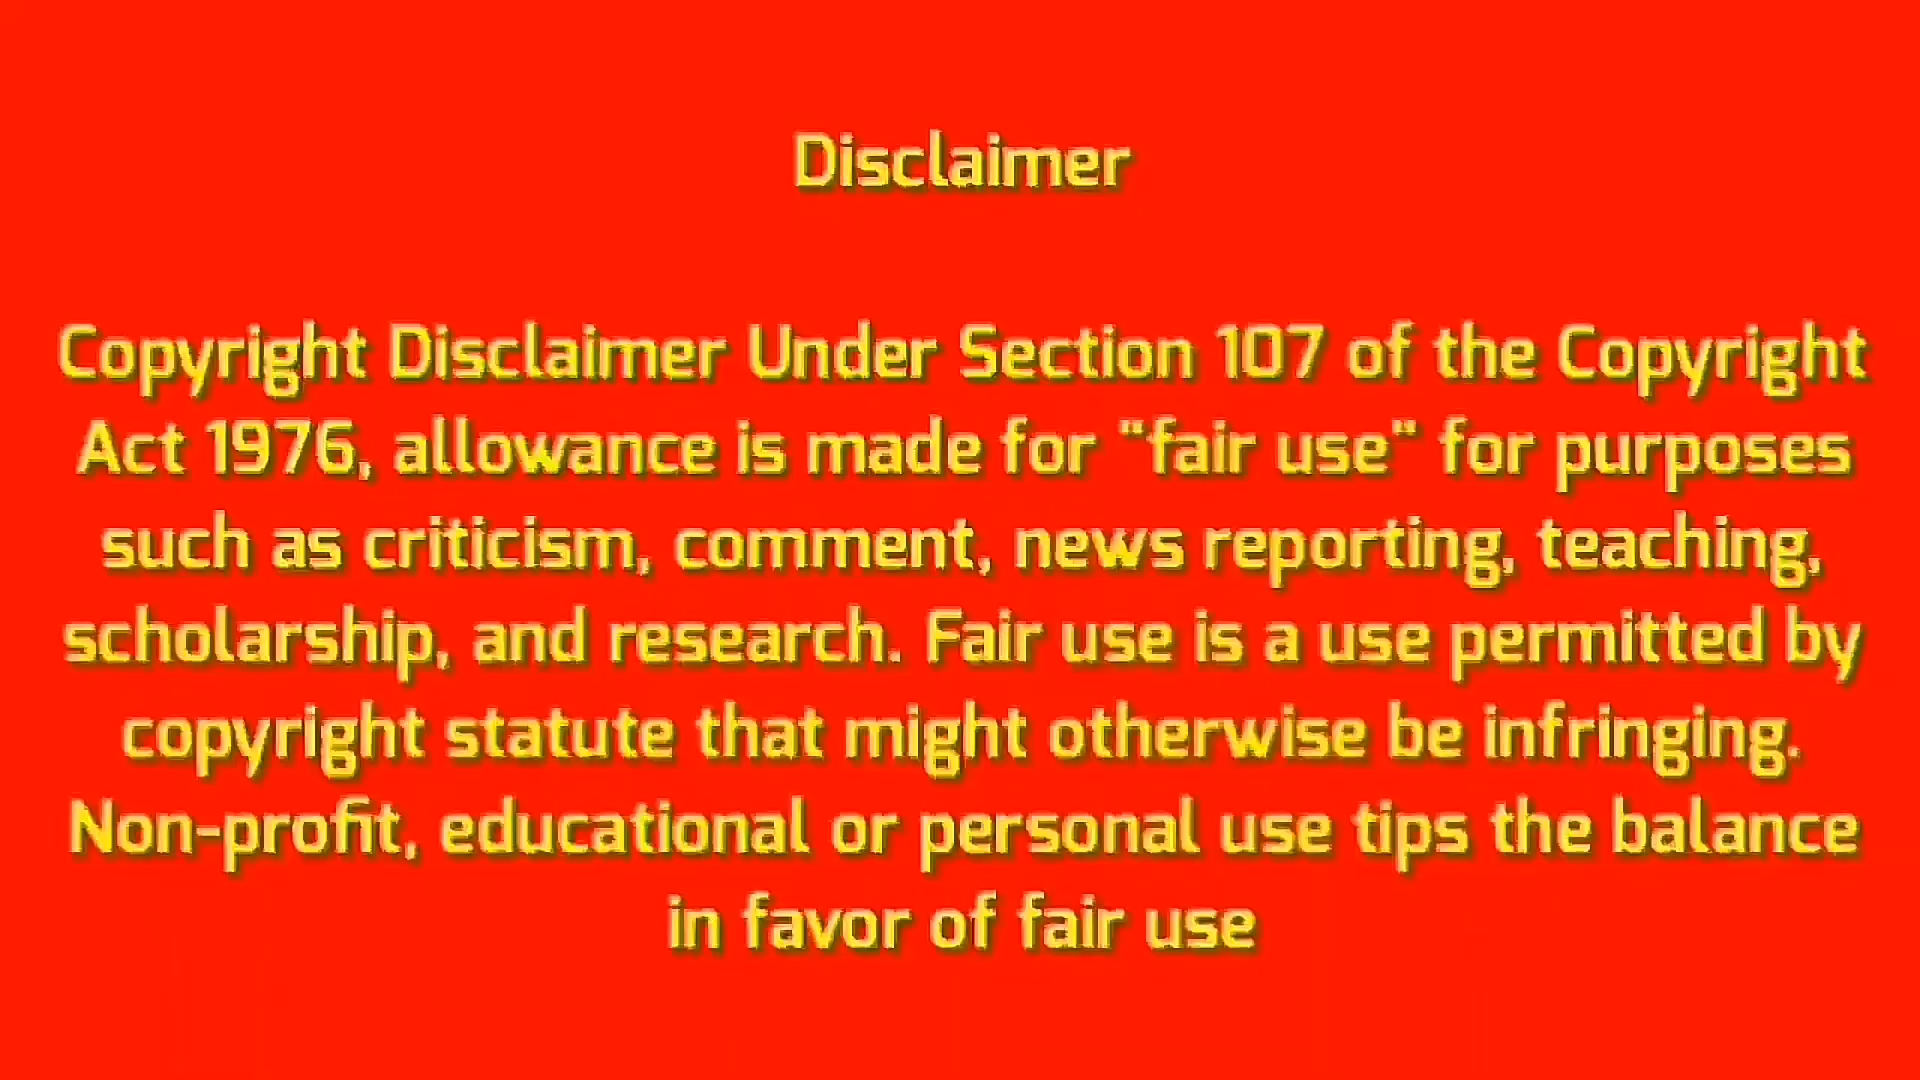 Disclaimer
Copyright Disclaimer Under Section 107 of the Copyright
Act 1976, allowance is made for "fair use" for purposes
such as criticism, comment, news reporting, teaching,
scholarship, and research. Fair use is a use permitted by
copyright statute that might otherwise be infringing.
Non-profit, educational or personal use tips the balance
in favor of fair use